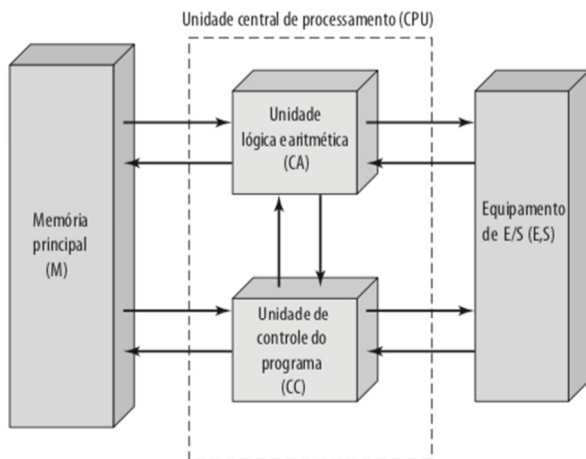 Unidade central de processamento (CPU)
Unidade
lógica e aritmética
(CA)
Memória
principal
(M)
Equipamento
de E/S (E,S)
Unidade de
controle do
programa
(CC)